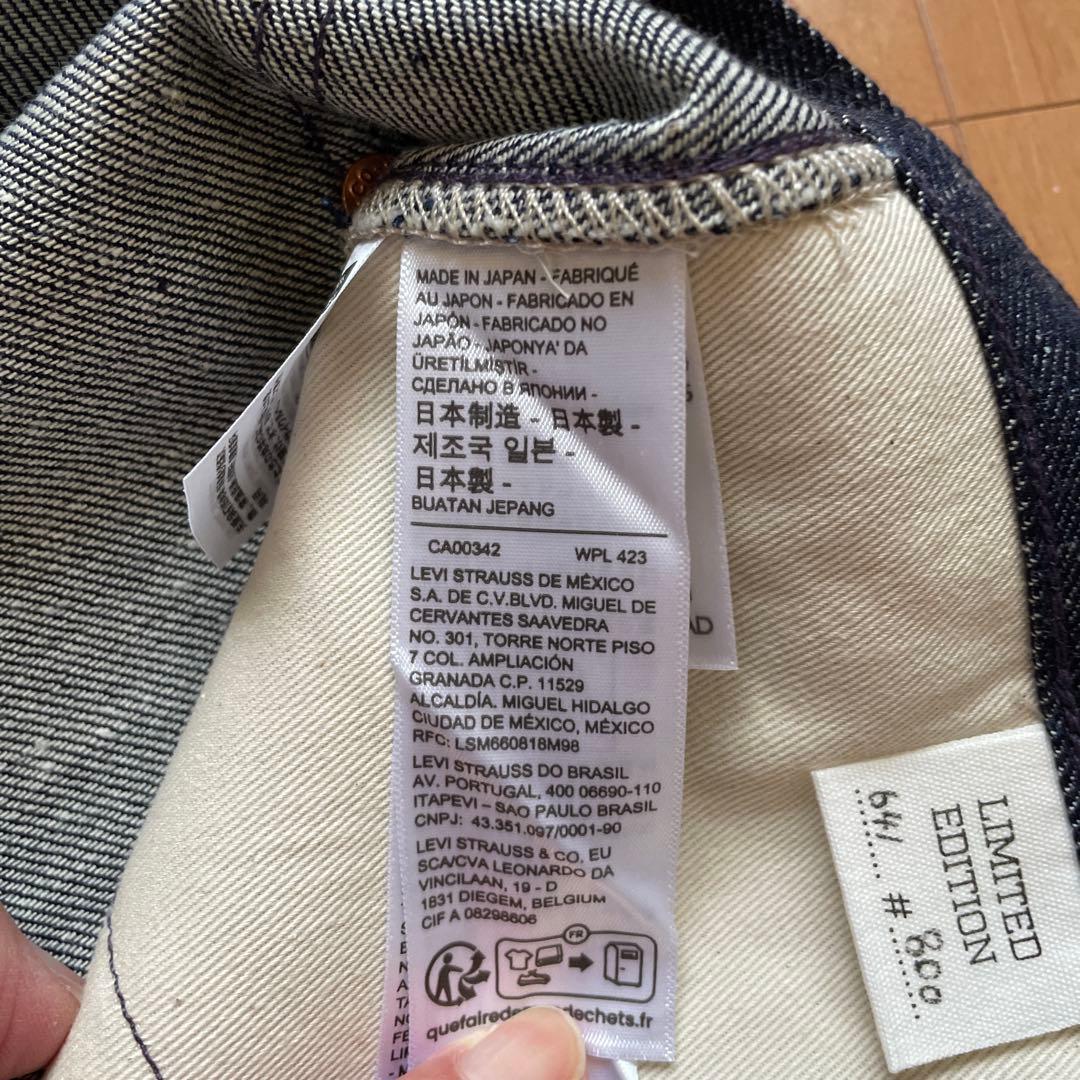 MADE IN JAPAN - FABRIQUÉ
AU JAPON - FABRICADO EN
JAPÓN - FABRICADO NO
JAPÃO - JAPONYA' DA
ÜRETİLMİŞTİR -
СДЕЛАНО В ЯПОНИИ -
日本制造 - 日本製 -
제조국 일본 -
日本製 -
BUATAN JEPANG
CA00342 WPL 423
LEVI STRAUSS DE MÉXICO
S.A. DE C.V.BLVD. MIGUEL DE
CERVANTES SAAVEDRA
NO. 301, TORRE NORTE PISO
7 COL. AMPLIACIÓN
GRANADA C.P. 11529
ALCALDÍA. MIGUEL HIDALGO
CIUDAD DE MÉXICO, MÉXICO
RFC: LSM660818M98
LEVI STRAUSS DO BRASIL
AV. PORTUGAL, 400 06690-110
ITAPEVI – SAO PAULO BRASIL
CNPJ: 43.351.097/0001-90
LEVI STRAUSS & CO. EU
SCA/CVA LEONARDO DA
VINCILAAN, 19 - D
1831 DIEGEM, BELGIUM
CIF A 08298606
FR
LIMITED
EDITION
# 800